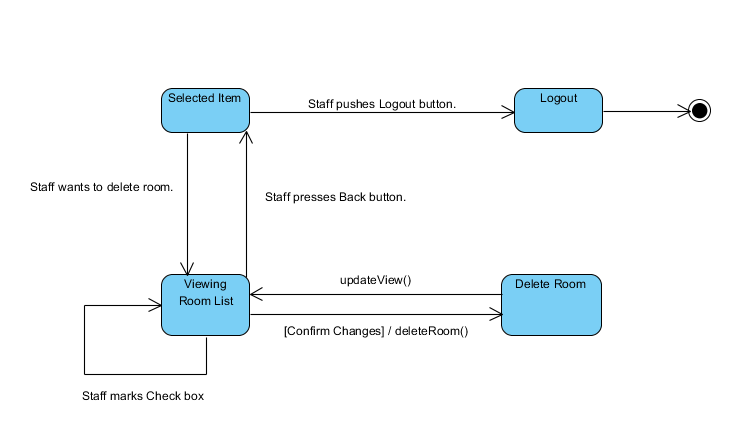 Selected Item
Staff pushes Logout button.
Logout
Staff wants to delete room.
Staff presses Back button.
Viewing
Room List
updateView()
Delete Room
[Confirm Changes] / deleteRoom()
Staff marks Check box